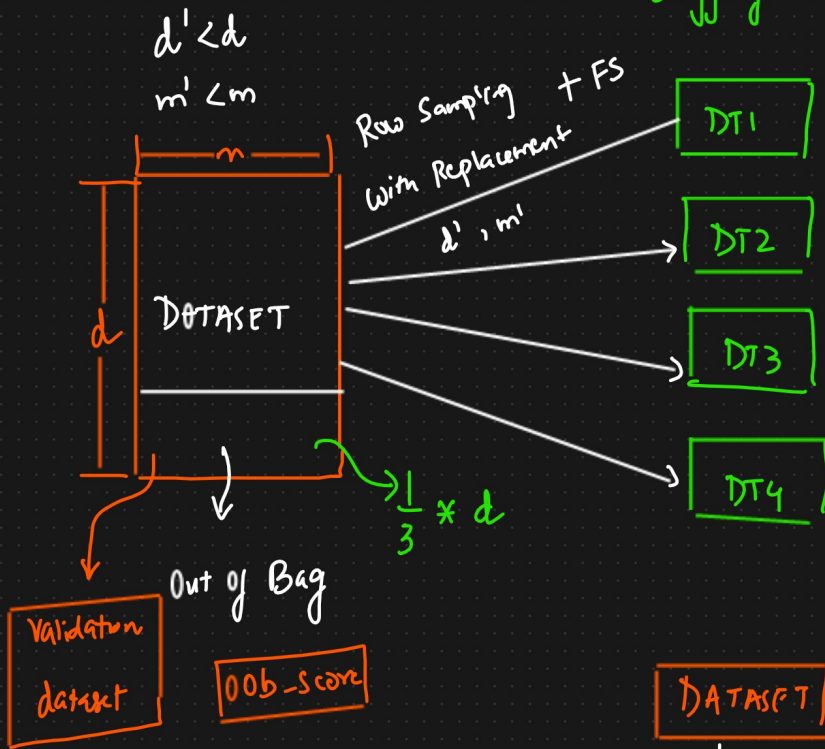 d' < d
m' < m
Row Sampling + FS
With Replacement
d' , m'
m
d
DATASET
DT1
DT2
DT3
DT4
1/3 * d
Out of Bag
Validation
dataset
OOb_score
DATASET